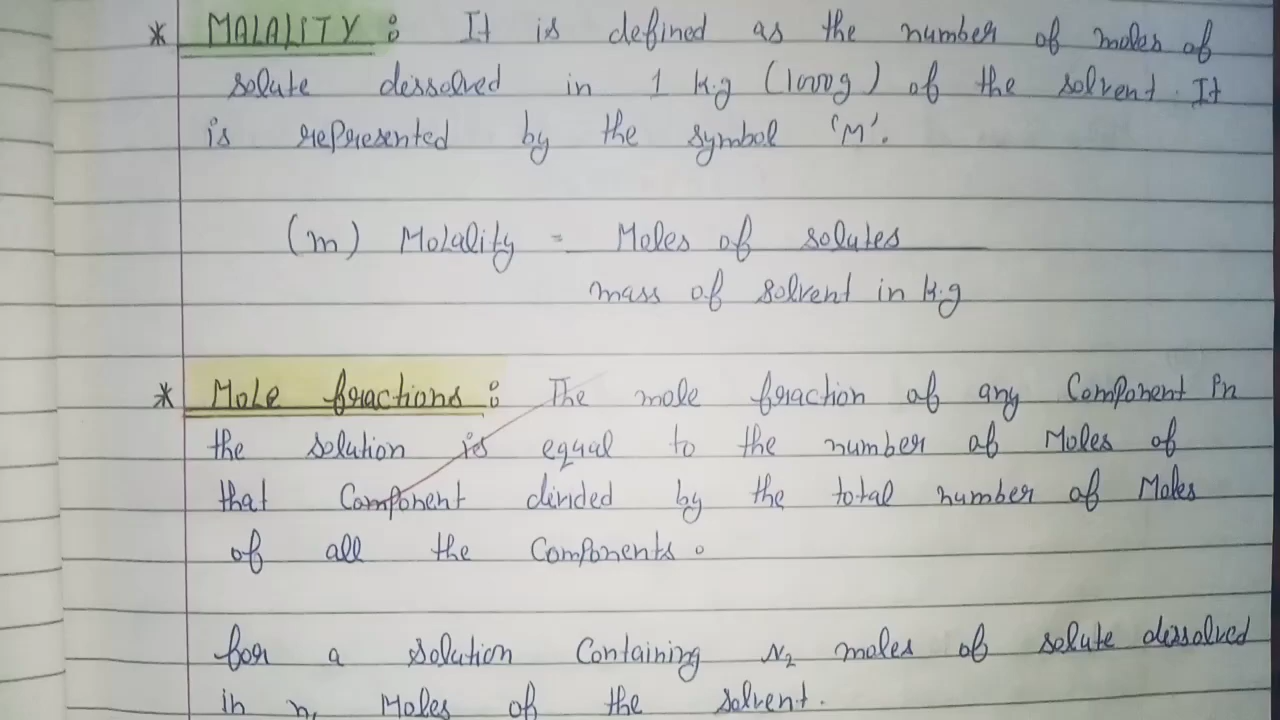 * MALALITY : It is defined as the number of moles of
solute dessolved in 1 K.g (1000g) of the solvent. It
is represented by the symbol 'M'.
(m) Molality = Moles of solutes
mass of solvent in K.g
* Mole fractions : The mole fraction of any Component in
the solution is equal to the number of Moles of
that Component divided by the total number of Moles
of all the Components.
for a solution Containing N₂ moles of solute dessolved
in n₁ Moles of the solvent.